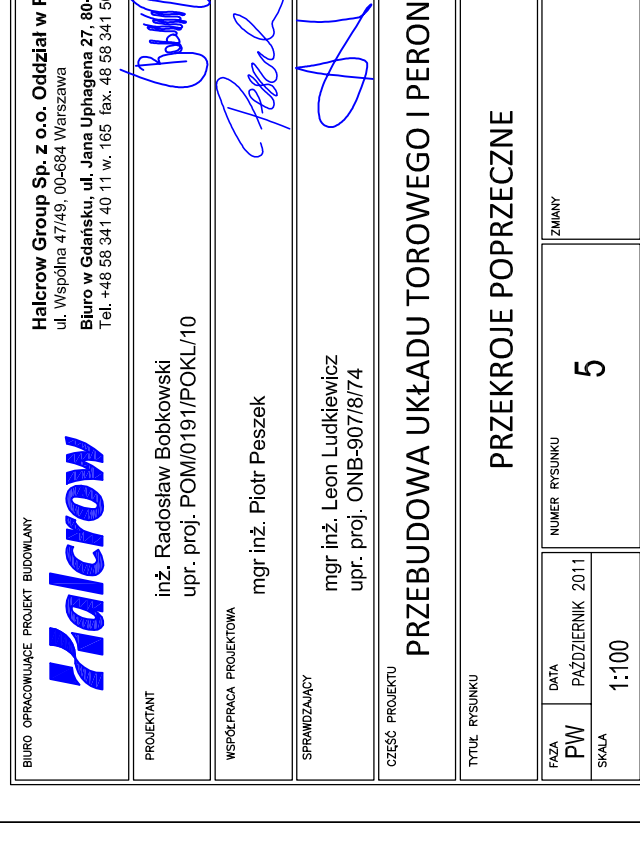 BIURO OPRACOWUJĄCE PROJEKT BUDOWLANY
Halcrow
Halcrow Group Sp. z o.o. Oddział w P
ul. Wspólna 47/49, 00-684 Warszawa
Biuro w Gdańsku, ul. Jana Uphagena 27, 80-
Tel. +48 58 341 40 11 w. 165 fax. 48 58 341 50
PROJEKTANT
inż. Radosław Bobkowski
upr. proj. POM/0191/POKL/10
WSPÓŁPRACA PROJEKTOWA
mgr inż. Piotr Peszek
Peszek
SPRAWDZAJĄCY
mgr inż. Leon Ludkiewicz
upr. proj. ONB-907/8/74
CZĘŚĆ PROJEKTU
PRZEBUDOWA UKŁADU TOROWEGO I PERON
TYTUŁ RYSUNKU
PRZEKROJE POPRZECZNE
FAZA
PW
DATA
PAŹDZIERNIK 2011
SKALA
1:100
NUMER RYSUNKU
5
ZMIANY